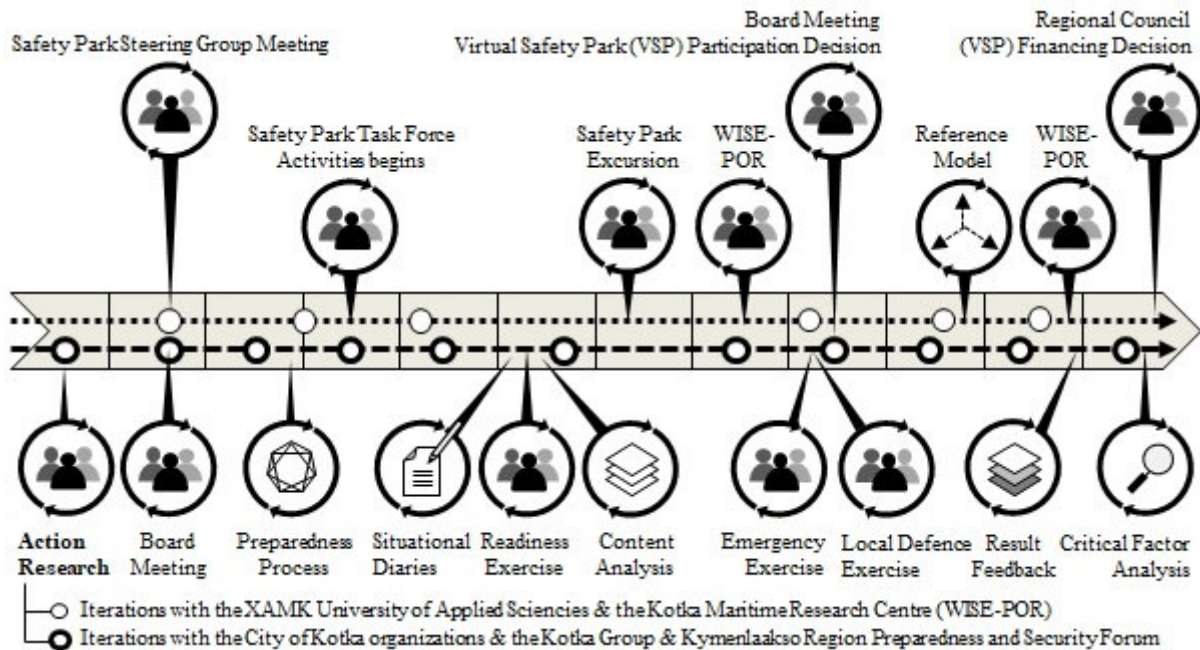 Safety Park Steering Group Meeting
Board Meeting
Virtual Safety Park (VSP) Participation Decision
Regional Council
(VSP) Financing Decision
Safety Park Task Force
Activities begins
Safety Park
Excursion
WISE-
POR
Reference
Model
WISE-
POR
Action
Research
Board
Meeting
Preparedness
Process
Situational
Diaries
Readiness
Exercise
Content
Analysis
Emergency
Exercise
Local Defence
Exercise
Result
Feedback
Critical Factor
Analysis
Iterations with the XAMK University of Applied Sciences & the Kotka Maritime Research Centre (WISE-POR)
Iterations with the City of Kotka organizations & the Kotka Group & Kymenlaakso Region Preparedness and Security Forum